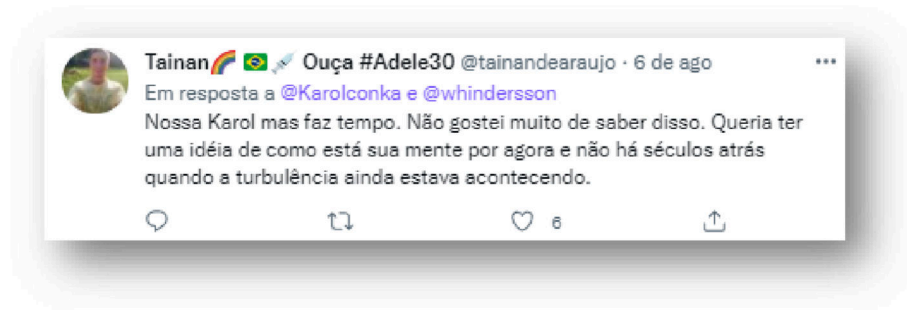 Tainan🌈 🇧🇷 💉 Ouça #Adele30 @tainandearaujo · 6 de ago
Em resposta a @Karolconka e @whindersson
Nossa Karol mas faz tempo. Não gostei muito de saber disso. Queria ter
uma idéia de como está sua mente por agora e não há séculos atrás
quando a turbulência ainda estava acontecendo.
6